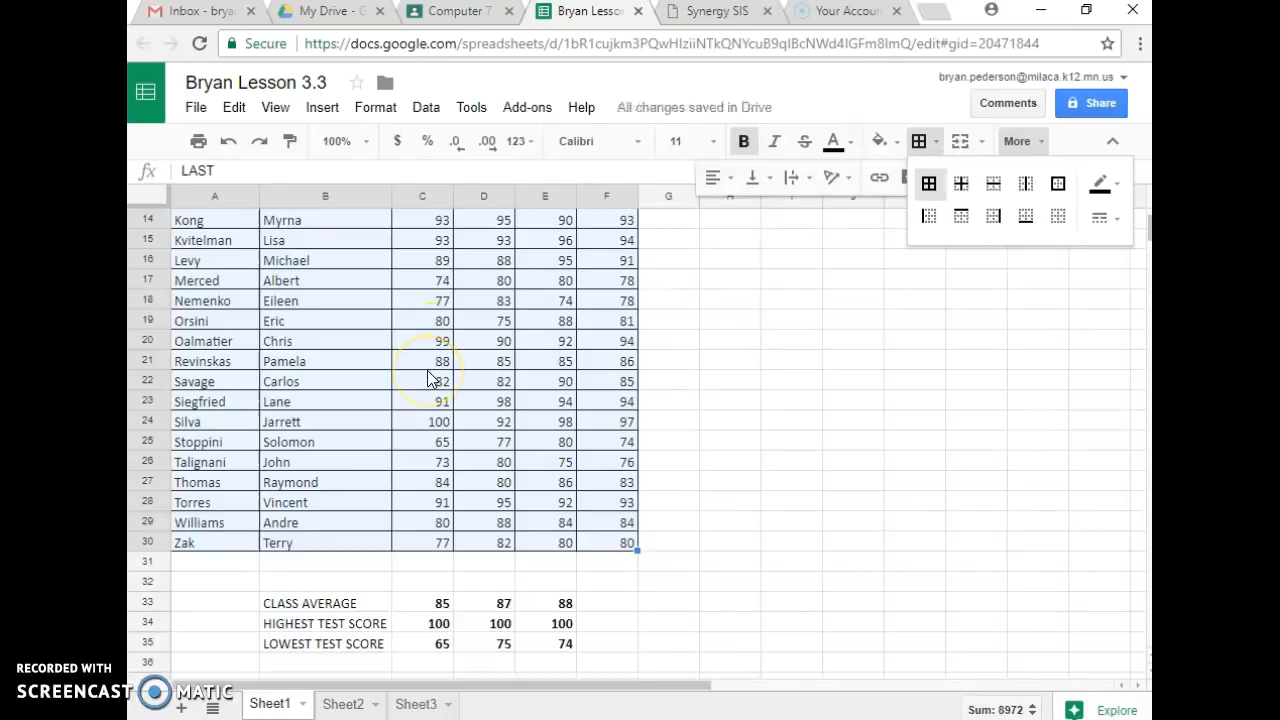 Inbox - brya
My Drive - G
Computer 7
Bryan Lesso
Synergy SIS
Your Accou
Secure
https://docs.google.com/spreadsheets/d/1bR1cujkm3PQwHIziiNTkQNYcuB9qIBcNWd4IGFm8ImQ/edit#gid=20471844
Bryan Lesson 3.3
bryan.pederson@milaca.k12.mn.us
File Edit View Insert Format Data Tools Add-ons Help All changes saved in Drive
Comments
Share
100% $ % .0 .00 123 Calibri 11 B I S A More
fx LAST
A B C D E F G
14 Kong Myrna 93 95 90 93
15 Kvitelman Lisa 93 93 96 94
16 Levy Michael 89 88 95 91
17 Merced Albert 74 80 80 78
18 Nemenko Eileen 77 83 74 78
19 Orsini Eric 80 75 88 81
20 Oalmatier Chris 99 90 92 94
21 Revinskas Pamela 88 85 85 86
22 Savage Carlos 82 82 90 85
23 Siegfried Lane 91 98 94 94
24 Silva Jarrett 100 92 98 97
25 Stoppini Solomon 65 77 80 74
26 Talignani John 73 80 75 76
27 Thomas Raymond 84 80 86 83
28 Torres Vincent 91 95 92 93
29 Williams Andre 80 88 84 84
30 Zak Terry 77 82 80 80
31
32
33 CLASS AVERAGE 85 87 88
34 HIGHEST TEST SCORE 100 100 100
35 LOWEST TEST SCORE 65 75 74
36
RECORDED WITH
SCREENCAST MATIC
Sheet1 Sheet2 Sheet3
Sum: 8972
Explore